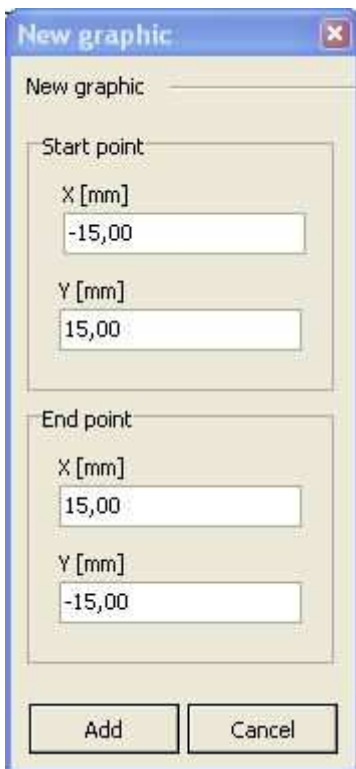 New graphic
New graphic
Start point
X [mm]
-15,00
Y [mm]
15,00
End point
X [mm]
15,00
Y [mm]
-15,00
Add Cancel